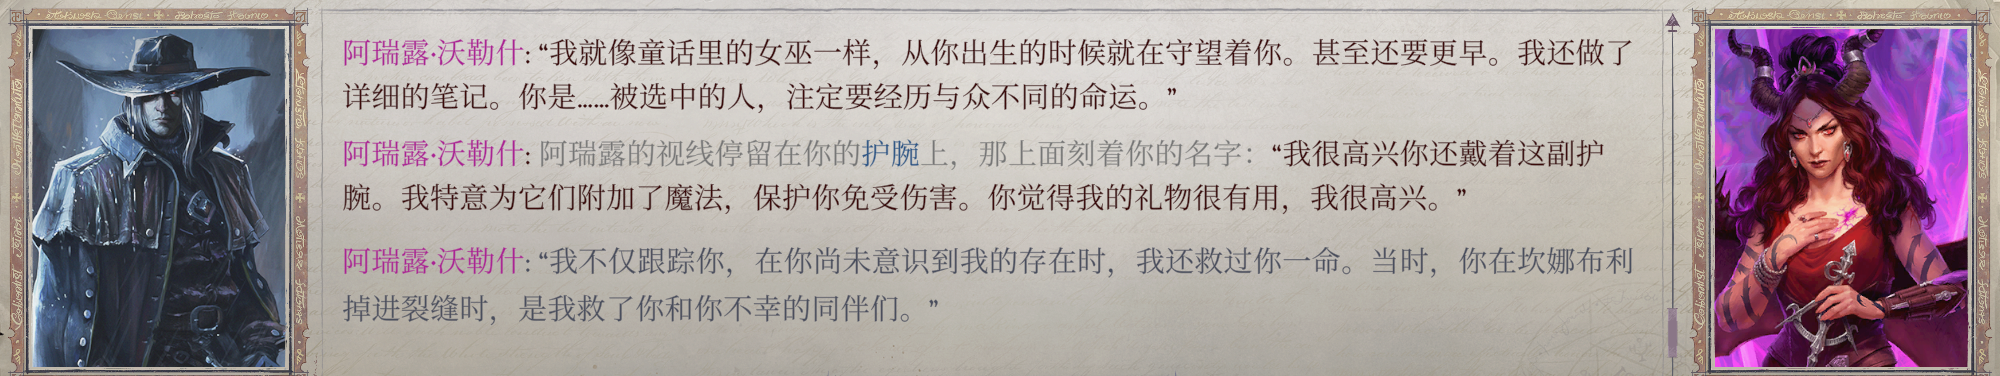 阿瑞露·沃勒什: “我就像童话里的女巫一样，从你出生的时候就在守望着你。甚至还要更早。我还做了
详细的笔记。你是……被选中的人，注定要经历与众不同的命运。”
阿瑞露·沃勒什: 阿瑞露的视线停留在你的护腕上，那上面刻着你的名字：“我很高兴你还戴着这副护
腕。我特意为它们附加了魔法，保护你免受伤害。你觉得我的礼物很有用，我很高兴。”
阿瑞露·沃勒什: “我不仅跟踪你，在你尚未意识到我的存在时，我还救过你一命。当时，你在坎娜布利
掉进裂缝时，是我救了你和你不幸的同伴们。”